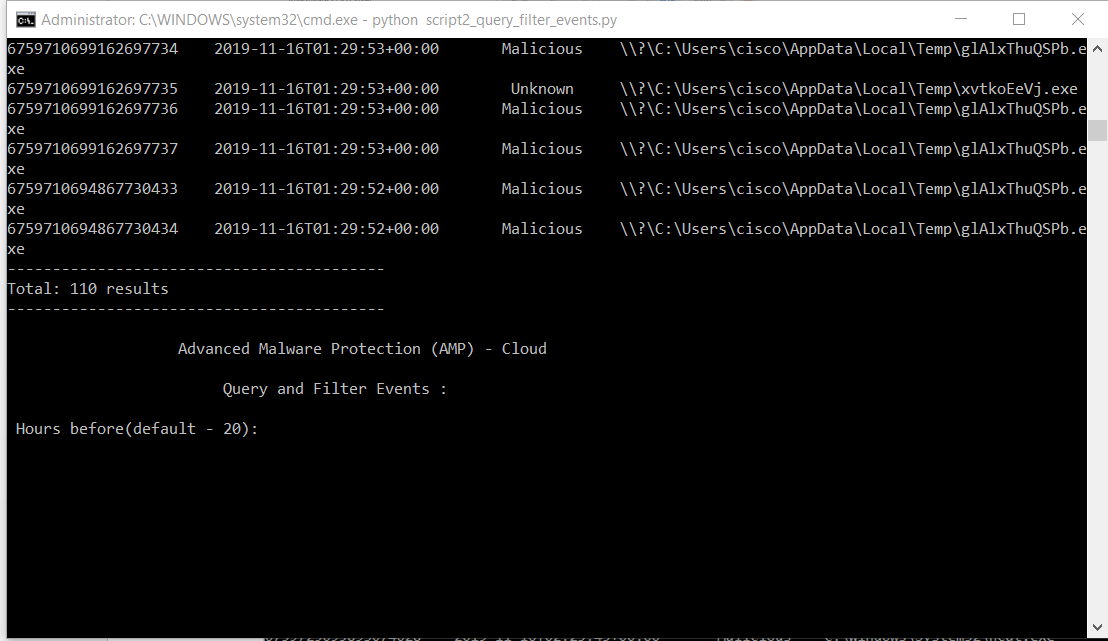 Administrator: C:\WINDOWS\system32\cmd.exe - python  script2_query_filter_events.py
6759710699162697734    2019-11-16T01:29:53+00:00       Malicious    \\?\C:\Users\cisco\AppData\Local\Temp\glAlxThuQSPb.e
xe
6759710699162697735    2019-11-16T01:29:53+00:00        Unknown     \\?\C:\Users\cisco\AppData\Local\Temp\xvtkoEeVj.exe
6759710699162697736    2019-11-16T01:29:53+00:00       Malicious    \\?\C:\Users\cisco\AppData\Local\Temp\glAlxThuQSPb.e
xe
6759710699162697737    2019-11-16T01:29:53+00:00       Malicious    \\?\C:\Users\cisco\AppData\Local\Temp\glAlxThuQSPb.e
xe
6759710694867730433    2019-11-16T01:29:52+00:00       Malicious    \\?\C:\Users\cisco\AppData\Local\Temp\glAlxThuQSPb.e
xe
6759710694867730434    2019-11-16T01:29:52+00:00       Malicious    \\?\C:\Users\cisco\AppData\Local\Temp\glAlxThuQSPb.e
xe
------------------------------------------
Total: 110 results
------------------------------------------
Advanced Malware Protection (AMP) - Cloud
Query and Filter Events :
Hours before(default - 20):